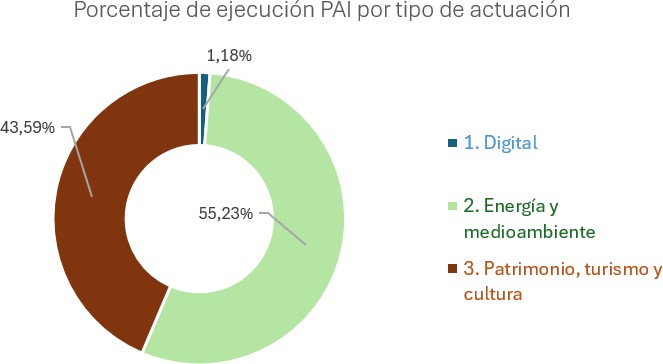 Porcentaje de ejecución PAI por tipo de actuación
1,18%
43,59%
55,23%
1. Digital
2. Energía y
medioambiente
3. Patrimonio, turismo y
cultura